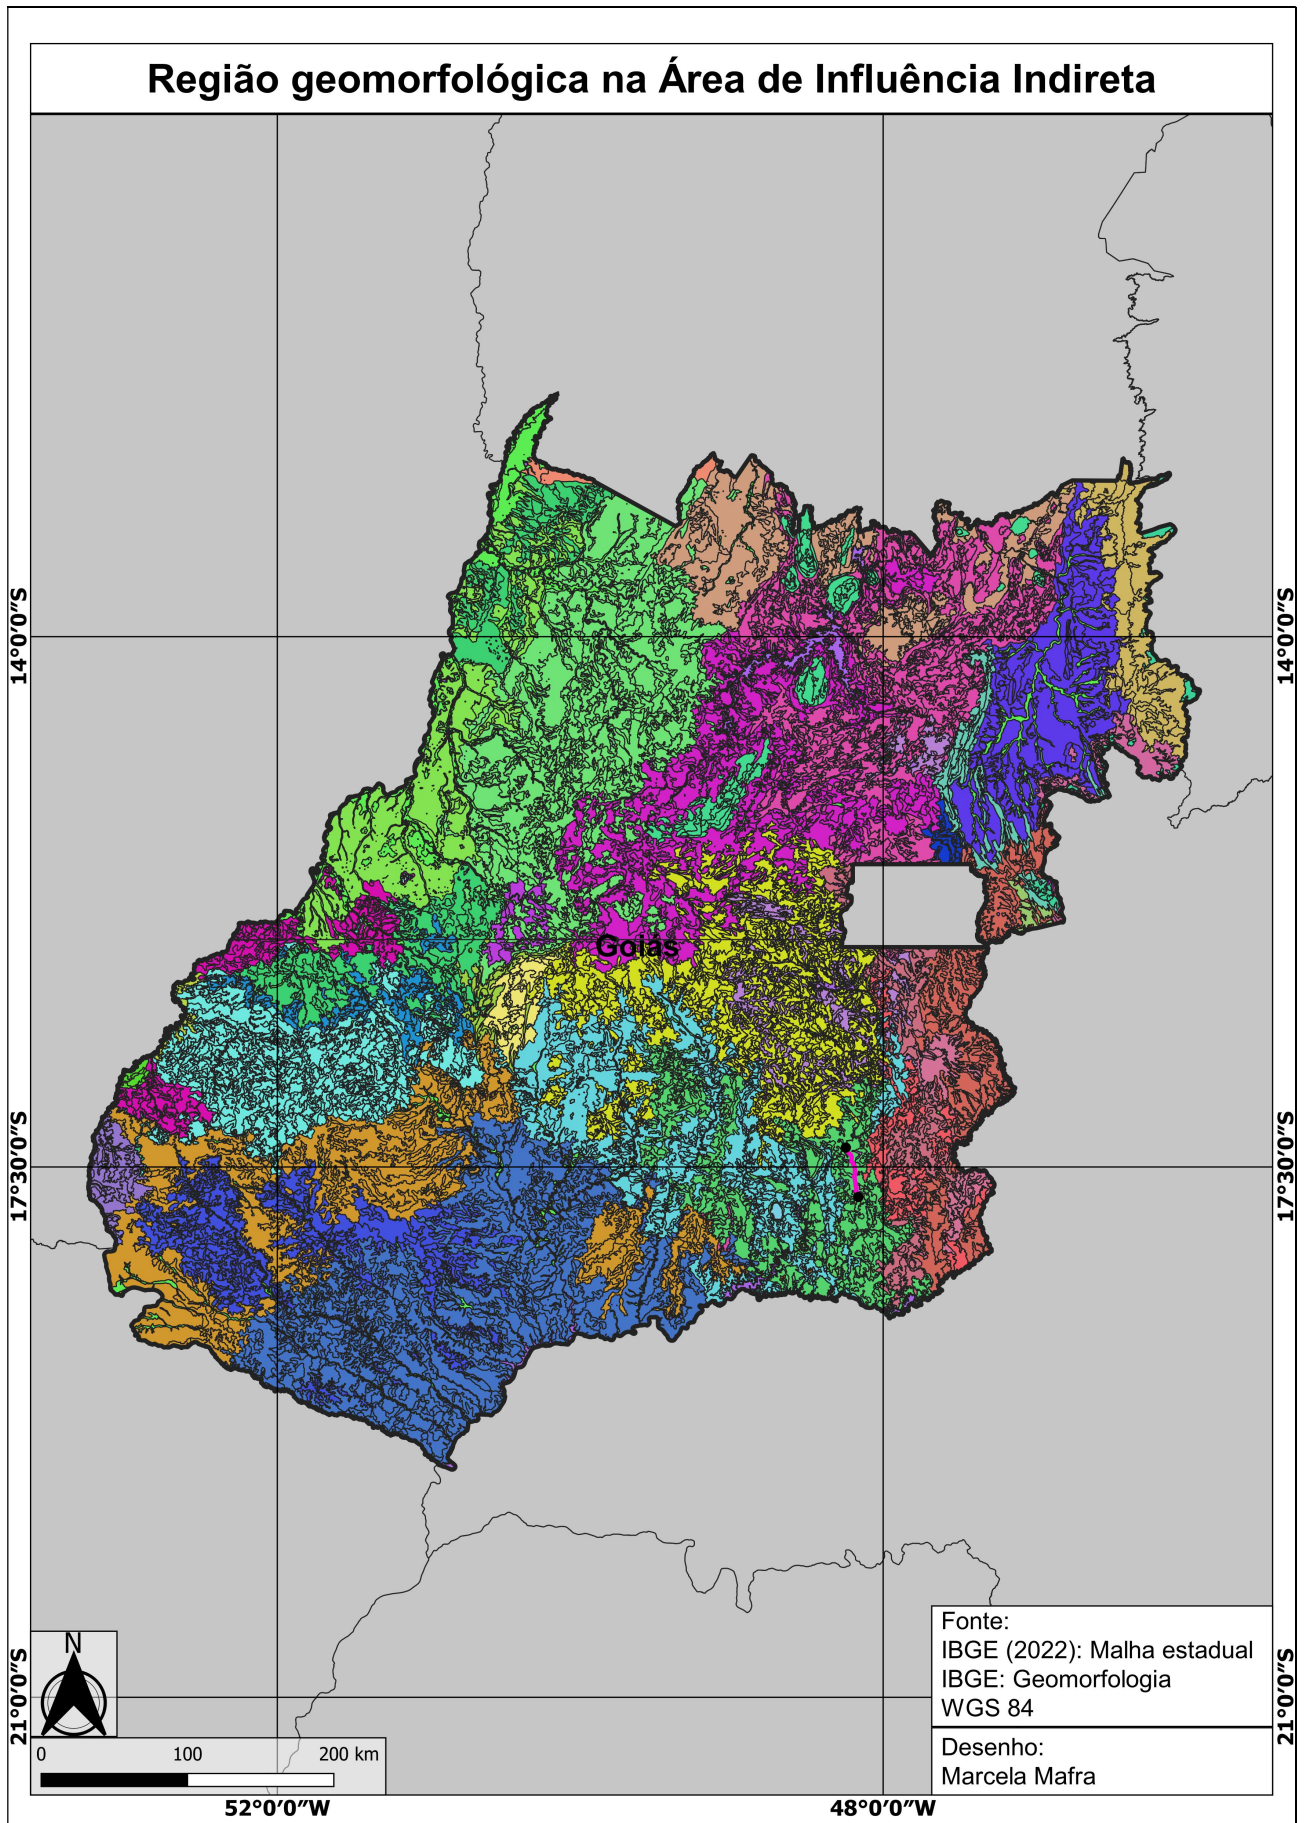 Região geomorfológica na Área de Influência Indireta
14°0′0″S
14°0′0″S
Goiás
17°30′0″S
17°30′0″S
N
Fonte:
IBGE (2022): Malha estadual
IBGE: Geomorfologia
WGS 84
21°0′0″S
21°0′0″S
Desenho:
Marcela Mafra
0 100 200 km
52°0′0″W 48°0′0″W